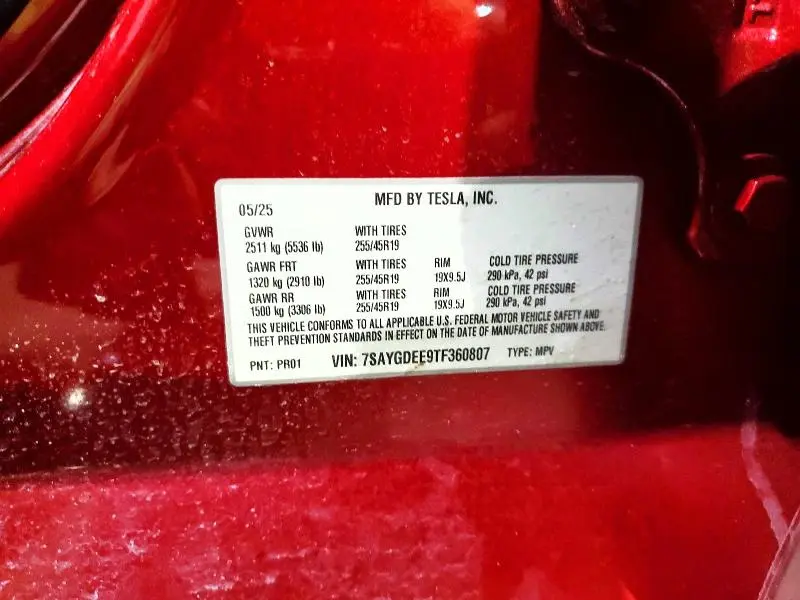 MFD BY TESLA, INC.
05/25
GVWR WITH TIRES
2511 kg (5536 lb) 255/45R19
GAWR FRT WITH TIRES RIM COLD TIRE PRESSURE
1320 kg (2910 lb) 255/45R19 19X9.5J 290 kPa, 42 psi
GAWR RR WITH TIRES RIM COLD TIRE PRESSURE
1500 kg (3306 lb) 255/45R19 19X9.5J 290 kPa, 42 psi
THIS VEHICLE CONFORMS TO ALL APPLICABLE U.S. FEDERAL MOTOR VEHICLE SAFETY AND
THEFT PREVENTION STANDARDS IN EFFECT ON THE DATE OF MANUFACTURE SHOWN ABOVE.
PNT: PR01 VIN: 7SAYGDEE9TF360807 TYPE: MPV